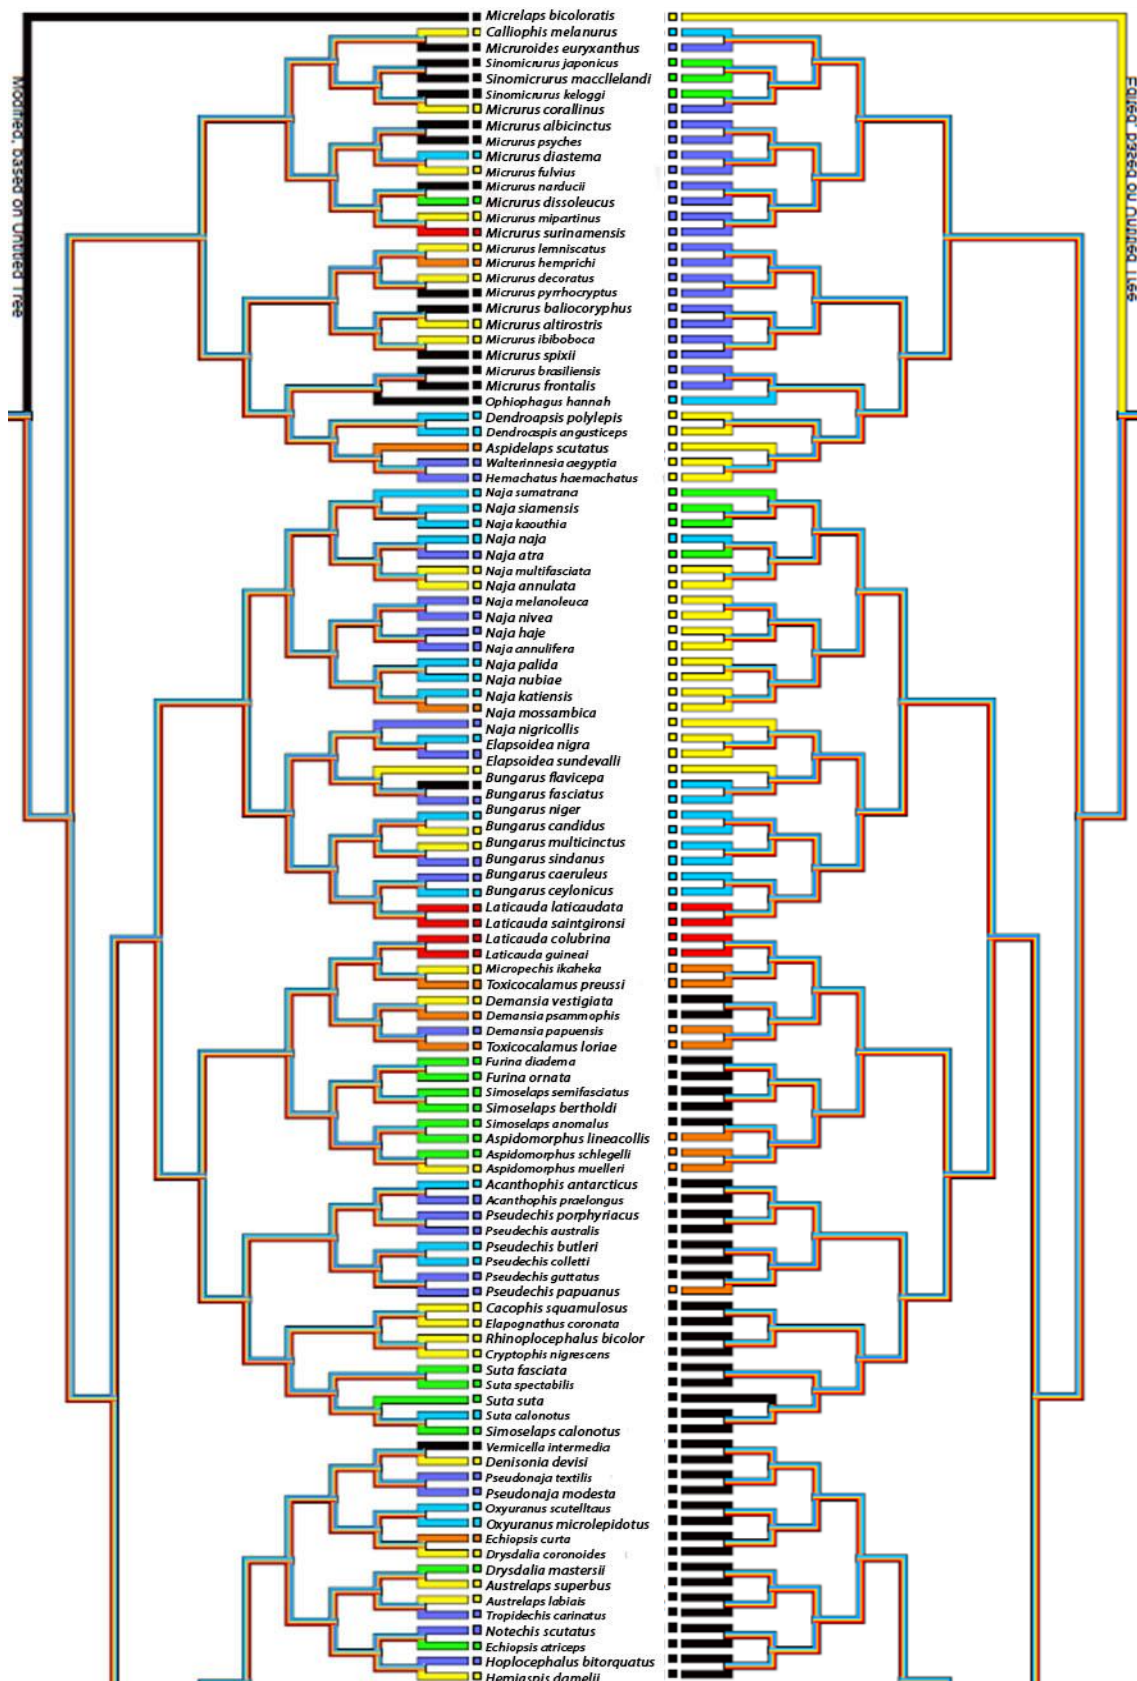 Micrelaps bicoloratis
Calliophis melanurus
Micruroides euryxanthus
Sinomicrurus japonicus
Sinomicrurus macclelandi
Sinomicrurus keloggi
Micrurus corallinus
Micrurus albicinctus
Micrurus psyches
Micrurus diastema
Micrurus fulvius
Micrurus narducii
Micrurus dissoleucus
Micrurus mipartinus
Micrurus surinamensis
Micrurus lemniscatus
Micrurus hemprichi
Micrurus decoratus
Micrurus pyrrhocryptus
Micrurus baliocoryphus
Micrurus altirostris
Micrurus ibiboboca
Micrurus spixii
Micrurus brasiliensis
Micrurus frontalis
Ophiophagus hannah
Dendroapsis polylepis
Dendroaspis angusticeps
Aspidelaps scutatus
Walterinnesia aegyptia
Hemachatus haemachatus
Naja sumatrana
Naja siamensis
Naja kaouthia
Naja naja
Naja atra
Naja multifasciata
Naja annulata
Naja melanoleuca
Naja nivea
Naja haje
Naja annulifera
Naja palida
Naja nubiae
Naja katiensis
Naja mossambica
Naja nigricollis
Elapsoidea nigra
Elapsoidea sundevalli
Bungarus flavicepa
Bungarus fasciatus
Bungarus niger
Bungarus candidus
Bungarus multicinctus
Bungarus sindanus
Bungarus caeruleus
Bungarus ceylonicus
Laticauda laticaudata
Laticauda saintgironsi
Laticauda colubrina
Laticauda guineai
Micropechis ikaheka
Toxicocalamus preussi
Demansia vestigiata
Demansia psammophis
Demansia papuensis
Toxicocalamus loriae
Furina diadema
Furina ornata
Simoselaps semifasciatus
Simoselaps bertholdi
Simoselaps anomalus
Aspidomorphus lineacollis
Aspidomorphus schlegelli
Aspidomorphus muelleri
Acanthophis antarcticus
Acanthophis praelongus
Pseudechis porphyriacus
Pseudechis australis
Pseudechis butleri
Pseudechis colletti
Pseudechis guttatus
Pseudechis papuanus
Cacophis squamulosus
Elapognathus coronata
Rhinoplocephalus bicolor
Cryptophis nigrescens
Suta fasciata
Suta spectabilis
Suta suta
Suta calonotus
Simoselaps calonotus
Vermicella intermedia
Denisonia devisi
Pseudonaja textilis
Pseudonaja modesta
Oxyuranus scutelltaus
Oxyuranus microlepidotus
Echiopsis curta
Drysdalia coronoides
Drysdalia mastersii
Austrelaps superbus
Austrelaps labiais
Tropidechis carinatus
Notechis scutatus
Echiopsis atriceps
Hoplocephalus bitorquatus
Hemiaspis damelii
Modified, based on Untitled Tree